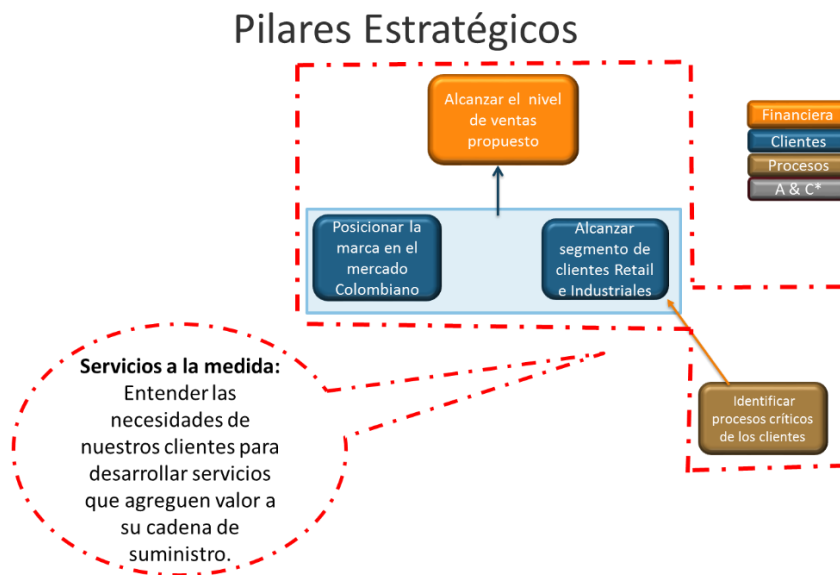 Pilares Estratégicos
Alcanzar el nivel
de ventas
propuesto
Financiera
Clientes
Procesos
A & C*
Posicionar la
marca en el
mercado
Colombiano
Alcanzar
segmento de
clientes Retail
e Industriales
Servicios a la medida:
Entender las
necesidades de
nuestros clientes para
desarrollar servicios
que agreguen valor a
su cadena de
suministro.
Identificar
procesos críticos
de los clientes